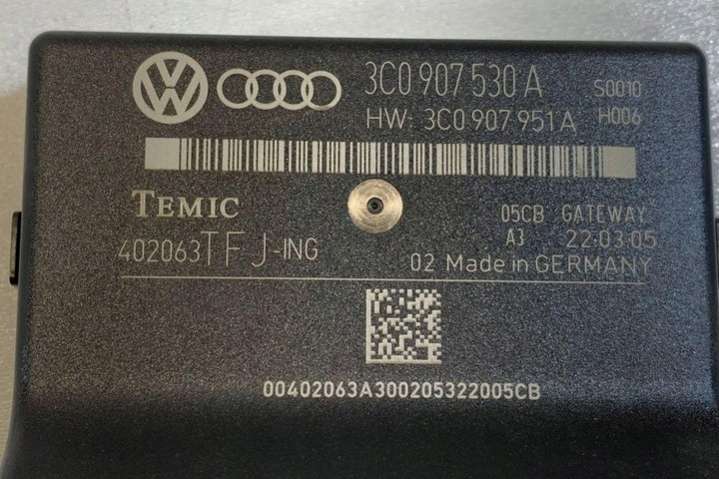 3C0 907 530 A S0010
HW: 3C0 907 951 A H006
TEMIC
402063TFJ-ING
05CB GATEWAY
A3 22.03.05
02 Made in GERMANY
00402063A300205322005CB